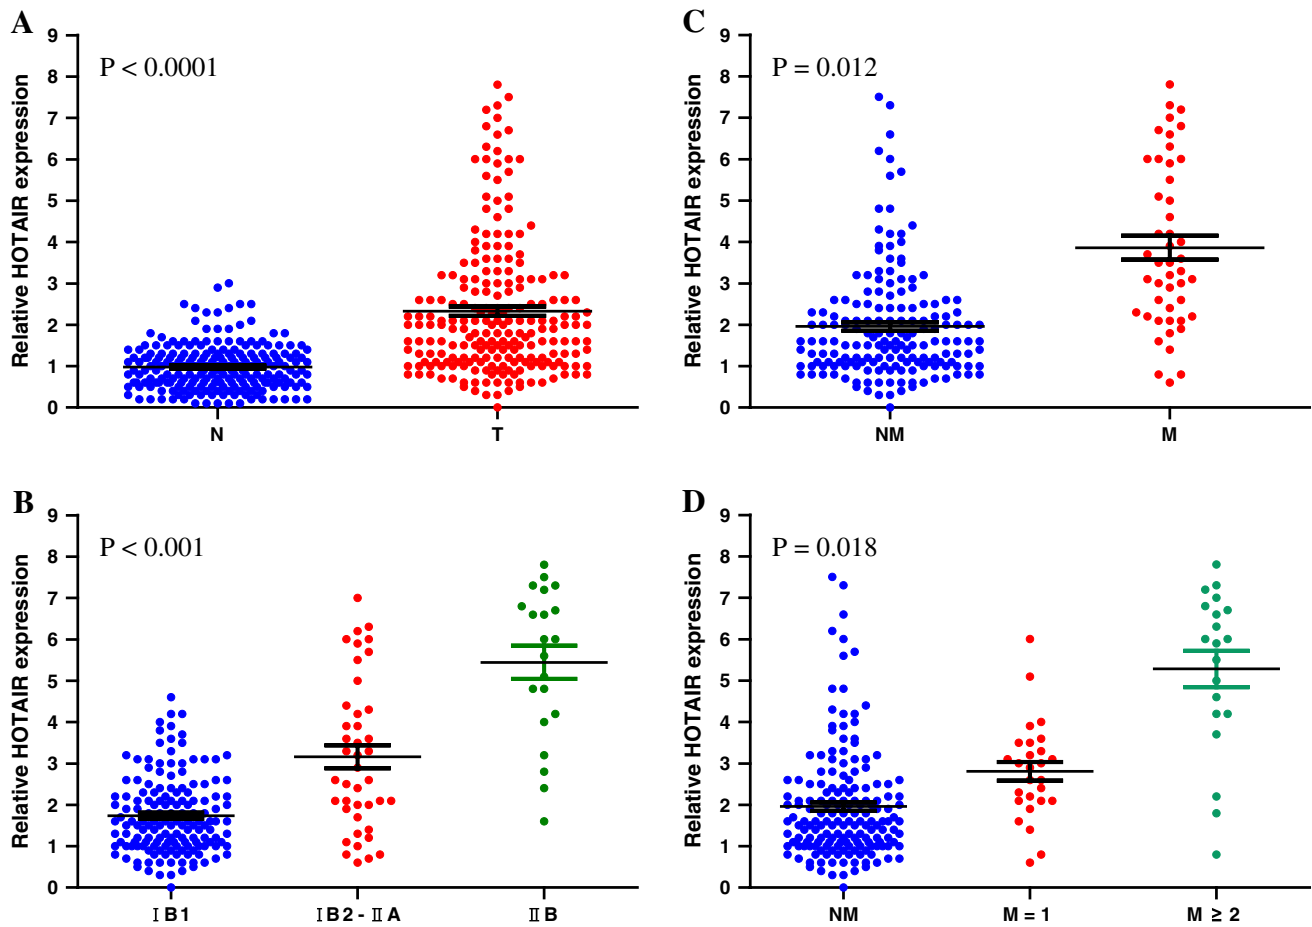 A
P < 0.0001
Relative HOTAIR expression
9
8
7
6
5
4
3
2
1
0
N T
C
P = 0.012
Relative HOTAIR expression
9
8
7
6
5
4
3
2
1
0
NM M
B
P < 0.001
Relative HOTAIR expression
9
8
7
6
5
4
3
2
1
0
ⅠB1 ⅠB2-ⅡA ⅡB
D
P = 0.018
Relative HOTAIR expression
9
8
7
6
5
4
3
2
1
0
NM M = 1 M ≥ 2